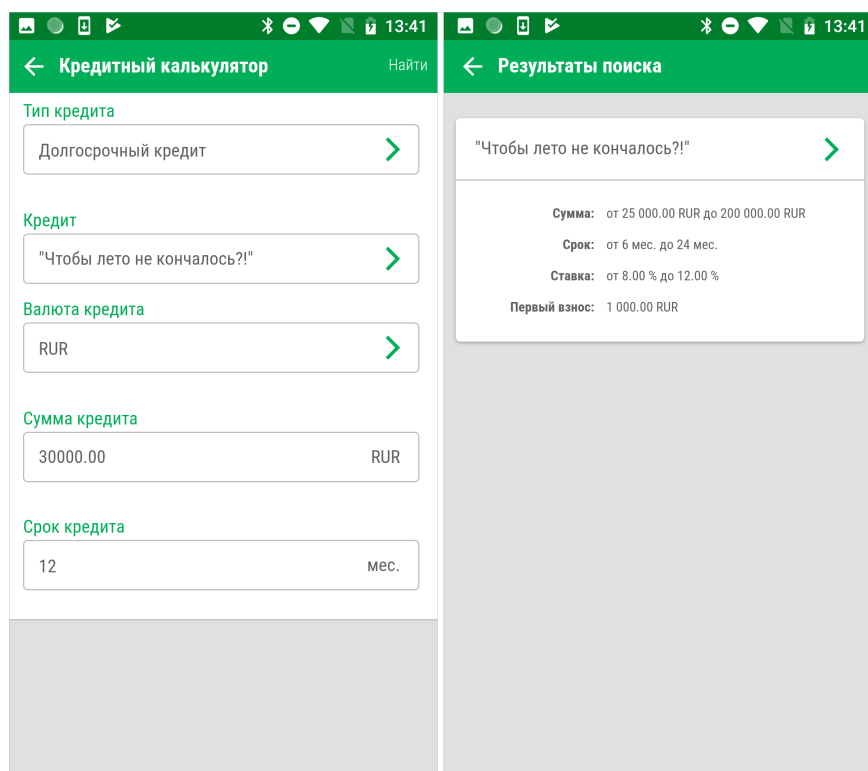 13:41
Кредитный калькулятор
Найти
Тип кредита
Долгосрочный кредит
Кредит
"Чтобы лето не кончалось?!"
Валюта кредита
RUR
Сумма кредита
30000.00 RUR
Срок кредита
12 мес.
13:41
Результаты поиска
"Чтобы лето не кончалось?!"
Сумма: от 25 000.00 RUR до 200 000.00 RUR
Срок: от 6 мес. до 24 мес.
Ставка: от 8.00 % до 12.00 %
Первый взнос: 1 000.00 RUR